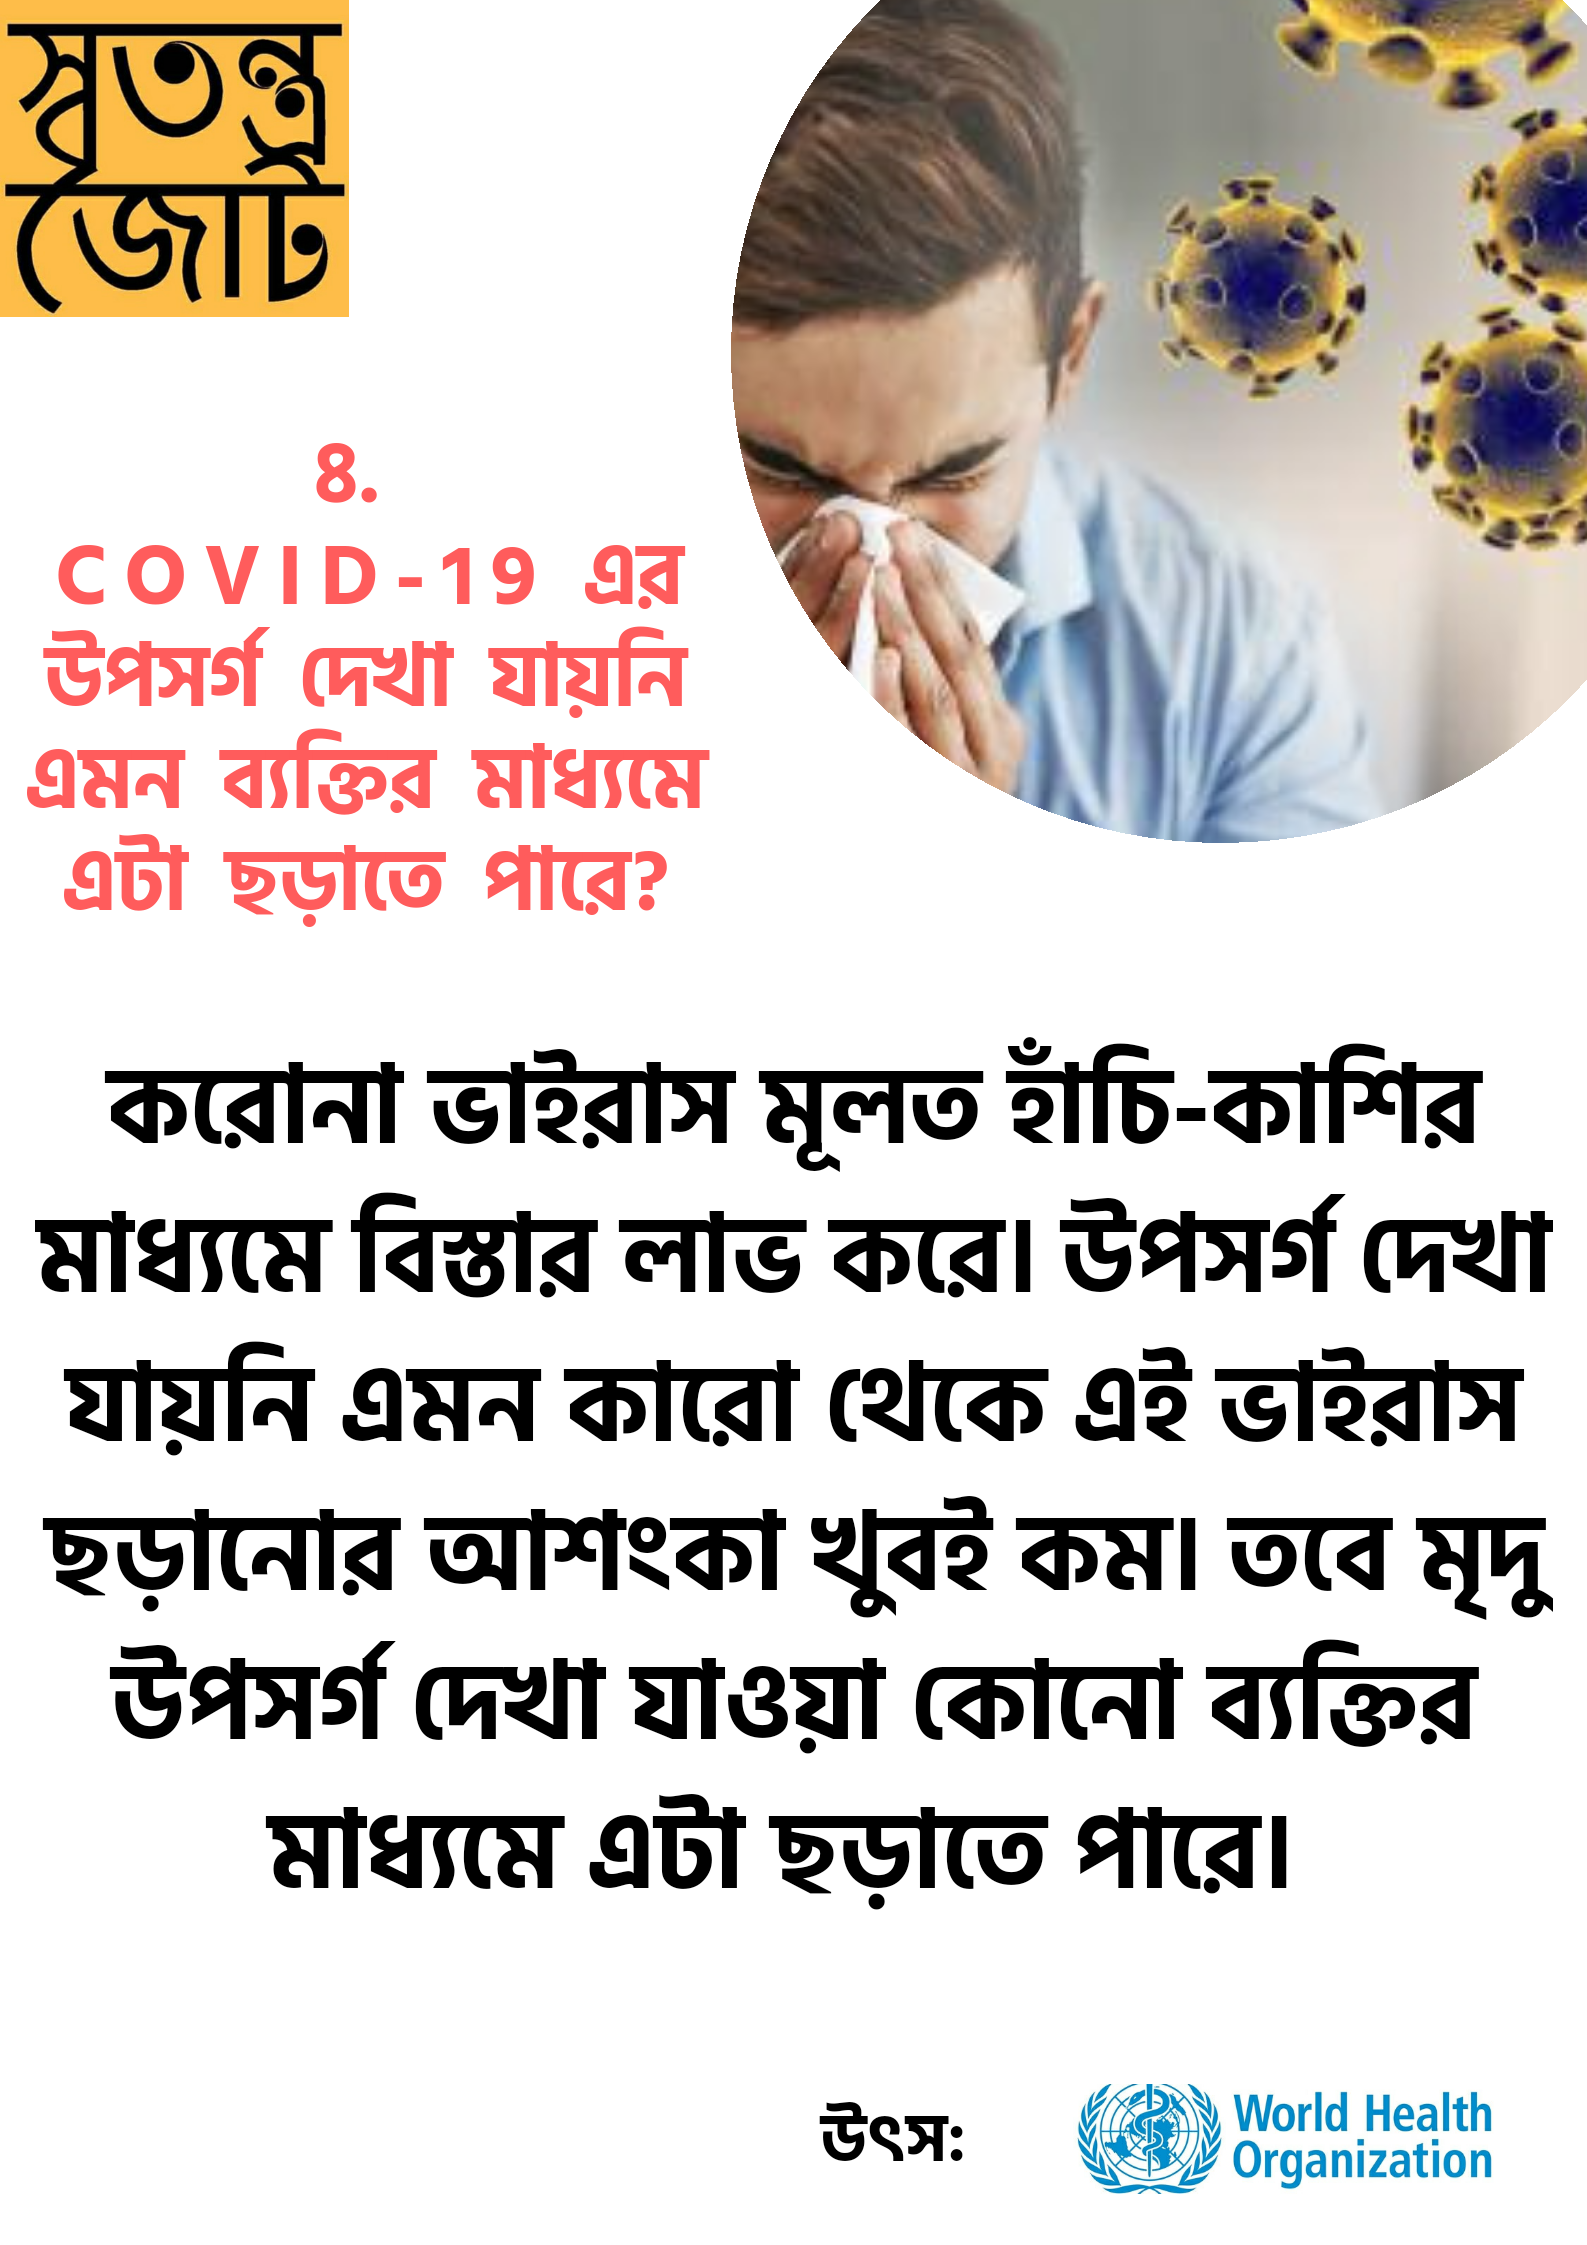 স্বতন্ত্র
জোট
৪.
COVID-19 এর
উপসর্গ দেখা যায়নি
এমন ব্যক্তির মাধ্যমে
এটা ছড়াতে পারে?
করোনা ভাইরাস মূলত হাঁচি-কাশির
মাধ্যমে বিস্তার লাভ করে। উপসর্গ দেখা
যায়নি এমন কারো থেকে এই ভাইরাস
ছড়ানোর আশংকা খুবই কম। তবে মৃদু
উপসর্গ দেখা যাওয়া কোনো ব্যক্তির
মাধ্যমে এটা ছড়াতে পারে।
উৎস:
World Health
Organization